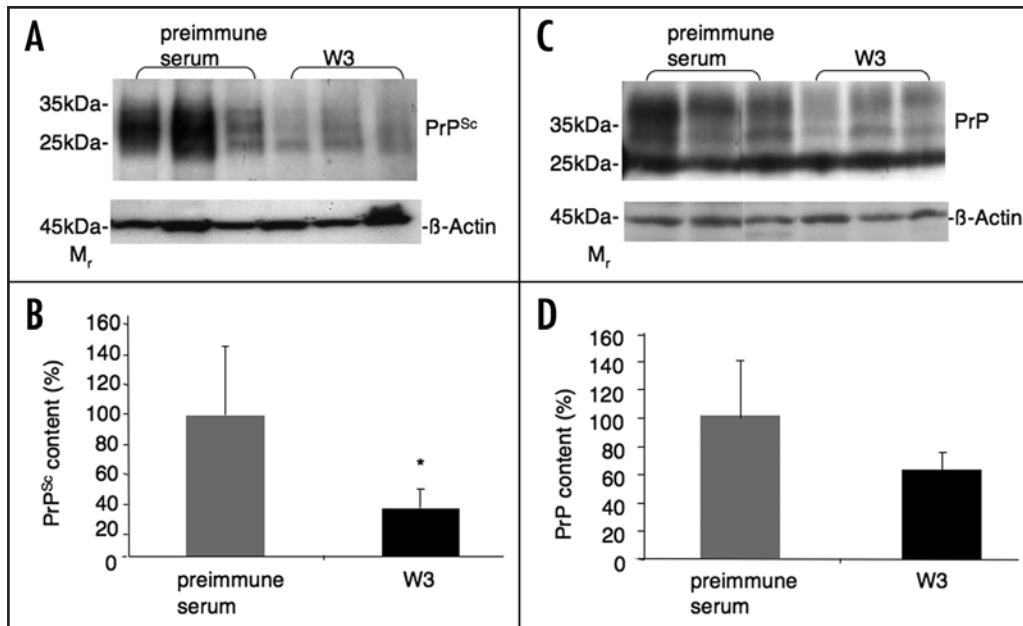 A
preimmune
serum
W3
35kDa-
25kDa-
PrPSc
45kDa-
-ß-Actin
Mr
C
preimmune
serum
W3
35kDa-
25kDa-
PrP
45kDa-
-ß-Actin
Mr
B
160
140
120
100
80
60
40
20
0
PrPSc content (%)
*
preimmune
serum
W3
D
160
140
120
100
80
60
40
20
0
PrP content (%)
preimmune
serum
W3